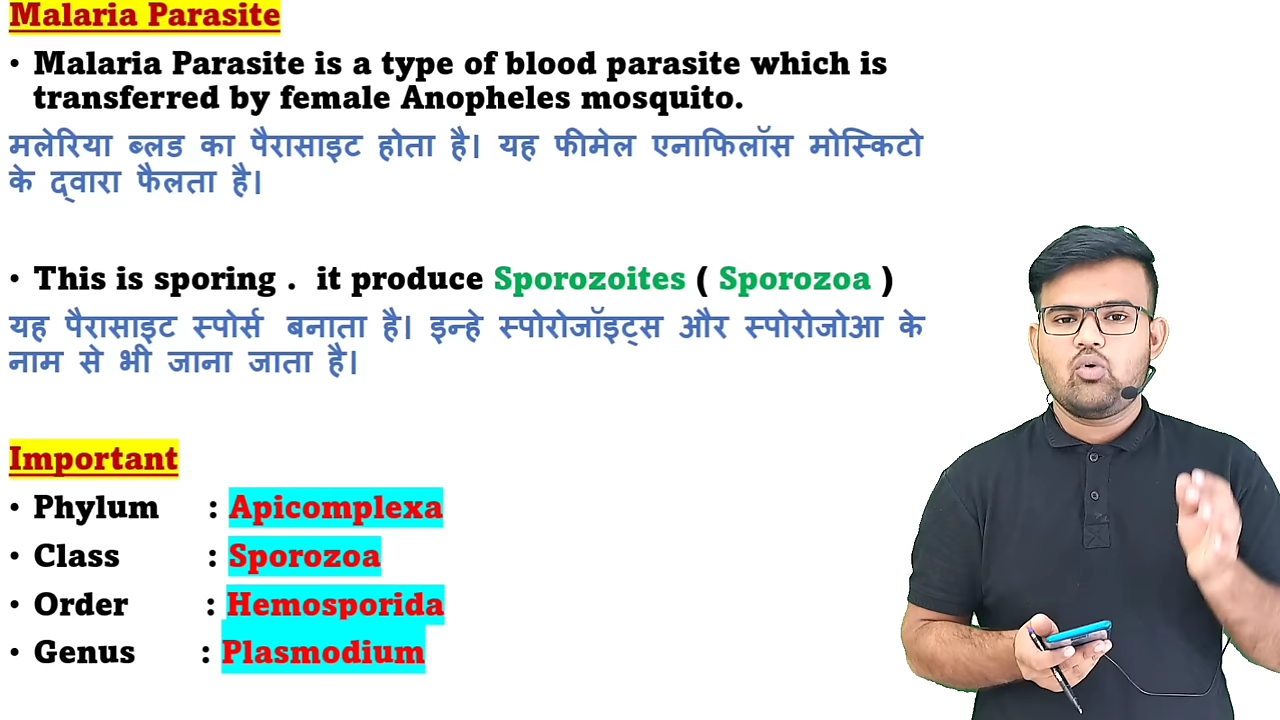 Malaria Parasite
• Malaria Parasite is a type of blood parasite which is
transferred by female Anopheles mosquito.
मलेरिया ब्लड का पैरासाइट होता है। यह फीमेल एनाफिलॉस मोस्किटो
के द्वारा फैलता है।
• This is sporing . it produce Sporozoites ( Sporozoa )
यह पैरासाइट स्पोर्स बनाता है। इन्हे स्पोरोजॉइट्स और स्पोरोजोआ के
नाम से भी जाना जाता है।
Important
• Phylum : Apicomplexa
• Class : Sporozoa
• Order : Hemosporida
• Genus : Plasmodium